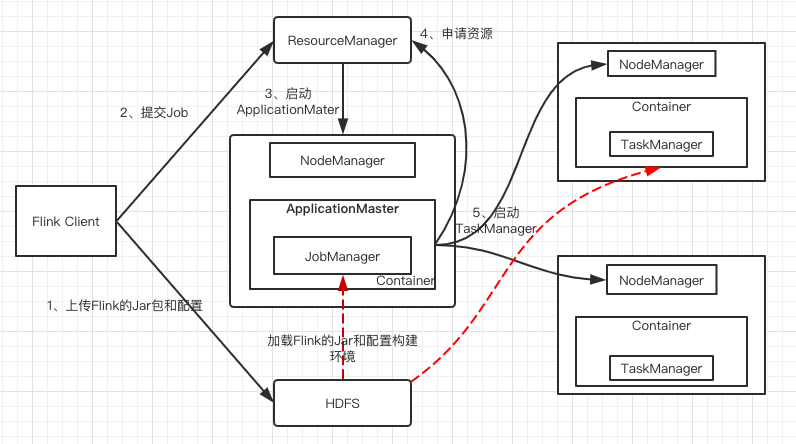 ResourceManager
4、申请资源
NodeManager
3、启动
ApplicationMater
Container
2、提交Job
TaskManager
NodeManager
ApplicationMaster
5、启动
TaskManager
Flink Client
JobManager
Container
NodeManager
1、上传Flink的Jar包和配置
Container
加载Flink的Jar和配置构建
环境
TaskManager
HDFS